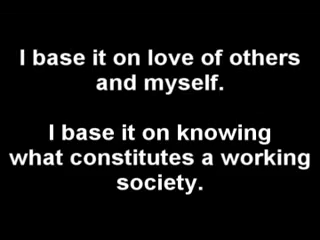 I base it on love of others
and myself.
I base it on knowing
what constitutes a working
society.